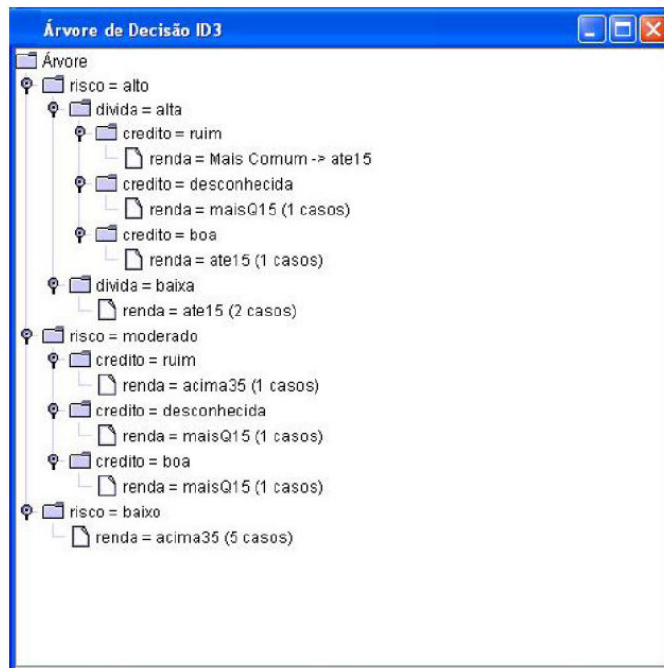 Árvore de Decisão ID3
Árvore
risco = alto
divida = alta
credito = ruim
renda = Mais Comum -> ate15
credito = desconhecida
renda = maisQ15 (1 casos)
credito = boa
renda = ate15 (1 casos)
divida = baixa
renda = ate15 (2 casos)
risco = moderado
credito = ruim
renda = acima35 (1 casos)
credito = desconhecida
renda = maisQ15 (1 casos)
credito = boa
renda = maisQ15 (1 casos)
risco = baixo
renda = acima35 (5 casos)